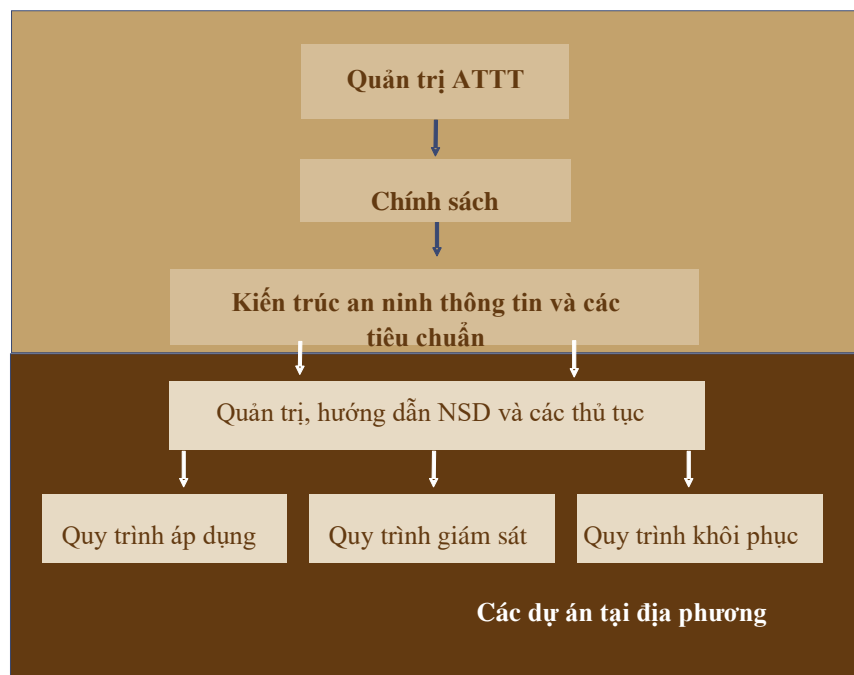 Quản trị ATTT
Chính sách
Kiến trúc an ninh thông tin và các
tiêu chuẩn
Quản trị, hướng dẫn NSD và các thủ tục
Quy trình áp dụng
Quy trình giám sát
Quy trình khôi phục
Các dự án tại địa phương